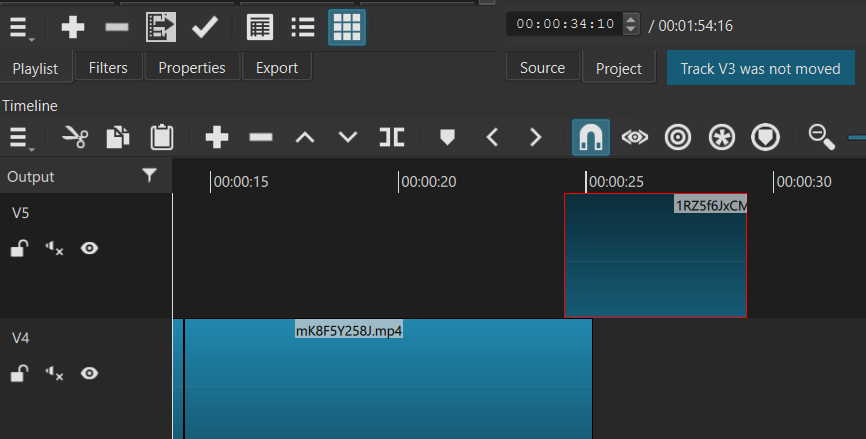 00:00:34:10 / 00:01:54:16
Playlist Filters Properties Export Source Project Track V3 was not moved
Timeline
Output 00:00:15 00:00:20 00:00:25 00:00:30
V5 1RZ5f6JxCM
V4 mK8F5Y258J.mp4